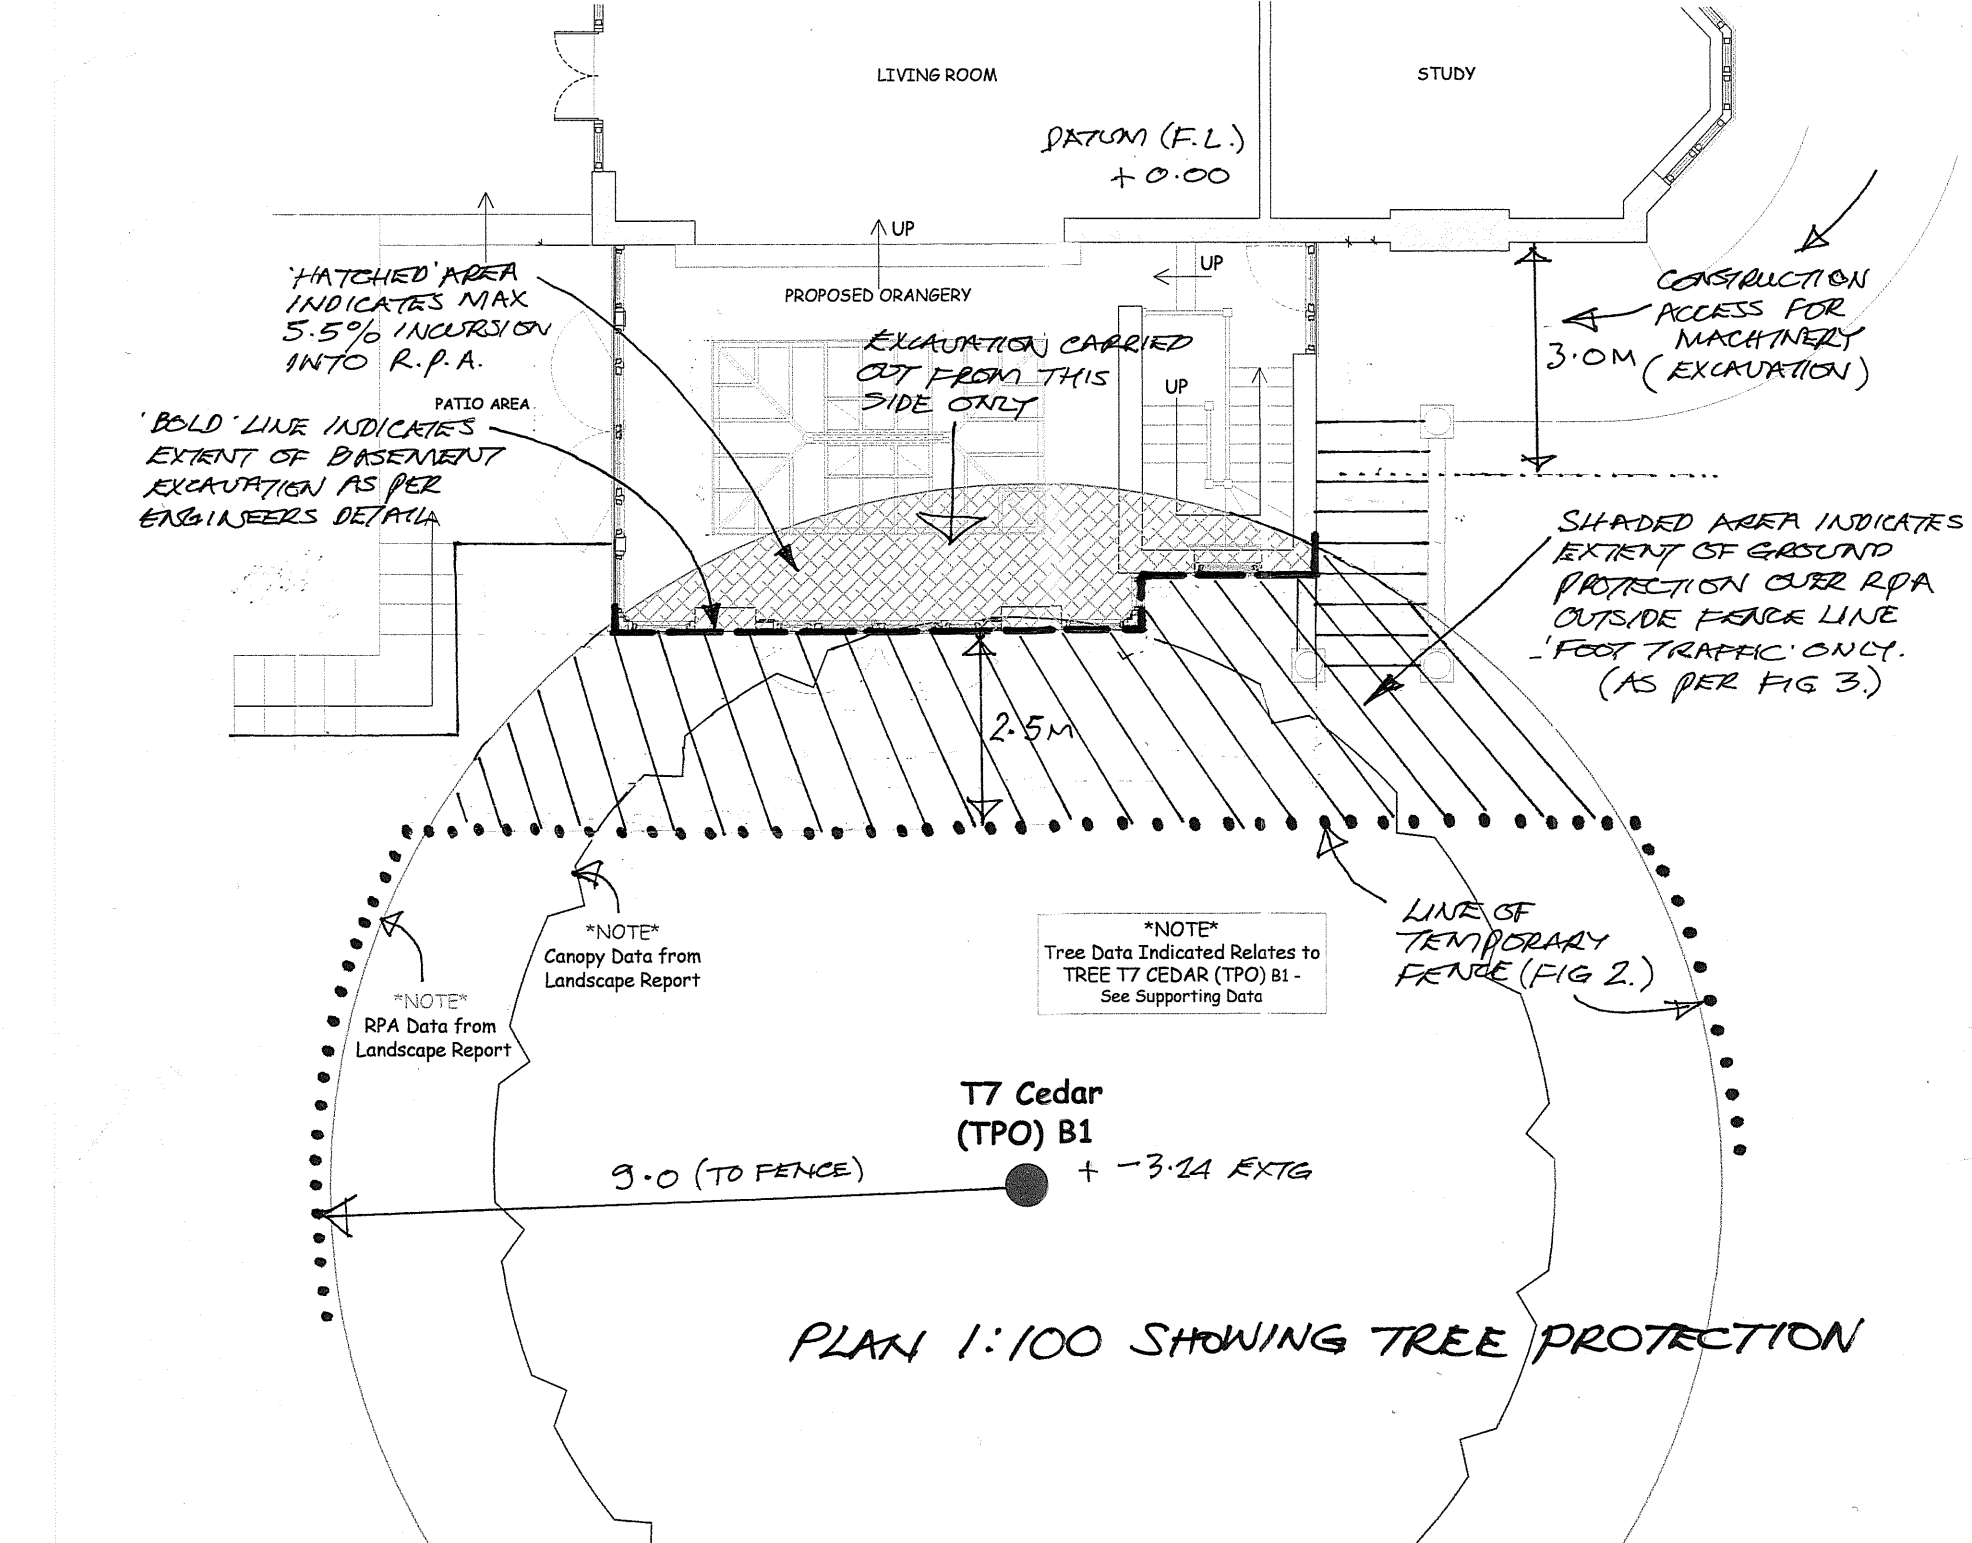 LIVING ROOM
STUDY
DATUM (F.L.)
+ 0.00
UP
UP
PROPOSED ORANGERY
'HATCHED' AREA
INDICATES MAX
5.5% INCURSION
INTO R.P.A.
EXCAVATION CARRIED
OUT FROM THIS
SIDE ONLY
UP
CONSTRUCTION
ACCESS FOR
MACHINERY
(EXCAVATION)
3.0M
PATIO AREA
'BOLD' LINE INDICATES
EXTENT OF BASEMENT
EXCAVATION AS PER
ENGINEERS DETAIL
SHADED AREA INDICATES
EXTENT OF GROUND
PROTECTION OVER RPA
OUTSIDE FENCE LINE
- 'FOOT TRAFFIC' ONLY.
(AS PER FIG 3.)
2.5M
LINE OF
TEMPORARY
FENCE (FIG 2.)
*NOTE*
Canopy Data from
Landscape Report
*NOTE*
Tree Data Indicated Relates to
TREE T7 CEDAR (TPO) B1 -
See Supporting Data
*NOTE*
RPA Data from
Landscape Report
T7 Cedar
(TPO) B1
9.0 (TO FENCE)
+ -3.24 EXTG
PLAN 1:100 SHOWING TREE PROTECTION